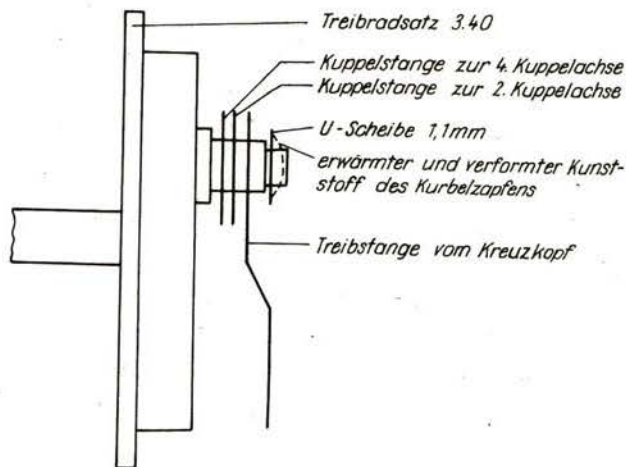 Treibradsatz 3.40
Kuppelstange zur 4. Kuppelachse
Kuppelstange zur 2. Kuppelachse
U-Scheibe 1,1mm
erwärmter und verformter Kunst-
stoff des Kurbelzapfens
Treibstange vom Kreuzkopf